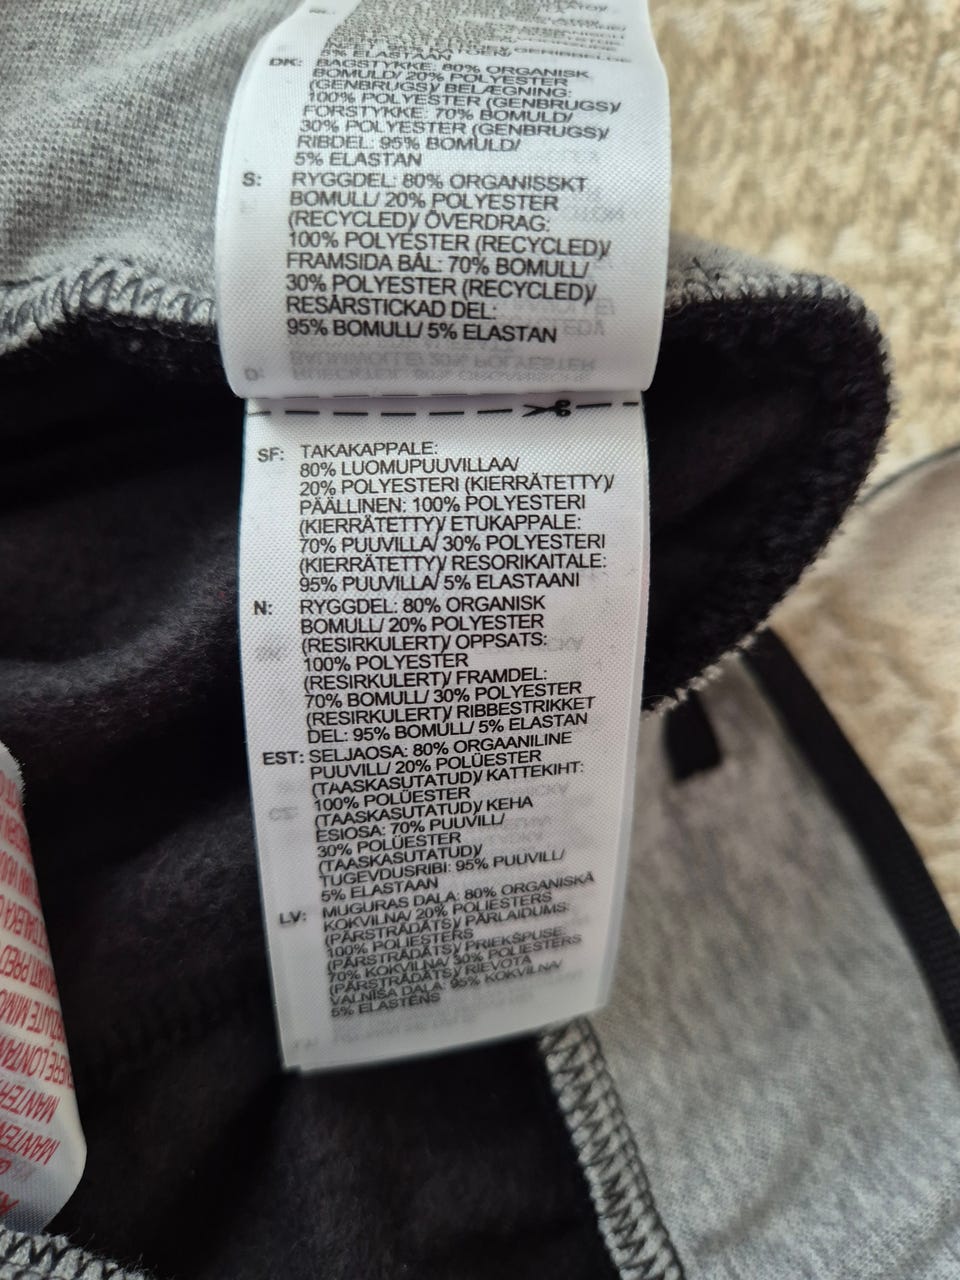 5% ELASTAAN
DK: BAGSTYKKE: 80% ORGANISK
BOMULD/ 20% POLYESTER
(GENBRUGS)/ BELÆGNING:
100% POLYESTER (GENBRUGS)/
FORSTYKKE: 70% BOMULD/
30% POLYESTER (GENBRUGS)/
RIBDEL: 95% BOMULD/
5% ELASTAN
S: RYGGDEL: 80% ORGANISSKT
BOMULL/ 20% POLYESTER
(RECYCLED)/ ÖVERDRAG:
100% POLYESTER (RECYCLED)/
FRAMSIDA BÅL: 70% BOMULL/
30% POLYESTER (RECYCLED)/
RESÅRSTICKAD DEL:
95% BOMULL/ 5% ELASTAN
SF: TAKAKAPPALE:
80% LUOMUPUUVILLAA/
20% POLYESTERI (KIERRÄTETTY)/
PÄÄLLINEN: 100% POLYESTERI
(KIERRÄTETTY)/ ETUKAPPALE:
70% PUUVILLA/ 30% POLYESTERI
(KIERRÄTETTY)/ RESORIKAITALE:
95% PUUVILLA/ 5% ELASTAANI
N: RYGGDEL: 80% ORGANISK
BOMULL/ 20% POLYESTER
(RESIRKULERT)/ OPPSATS:
100% POLYESTER
(RESIRKULERT)/ FRAMDEL:
70% BOMULL/ 30% POLYESTER
(RESIRKULERT)/ RIBBESTRIKKET
DEL: 95% BOMULL/ 5% ELASTAN
EST: SELJAOSA: 80% ORGAANILINE
PUUVILL/ 20% POLÜESTER
(TAASKASUTATUD)/ KATTEKIHT:
100% POLÜESTER
(TAASKASUTATUD)/ KEHA
ESIOSA: 70% PUUVILL/
30% POLÜESTER
(TAASKASUTATUD)/
TUGEVDUSRIBI: 95% PUUVILL/
5% ELASTAAN
LV: MUGURAS DAĻA: 80% ORGANISKĀ
KOKVILNA/ 20% POLIESTERS
(PĀRSTRĀDĀTS)/ PĀRLAIDUMS:
100% POLIESTERS
(PĀRSTRĀDĀTS)/ PRIEKŠPUSE:
70% KOKVILNA/ 30% POLIESTERS
(PĀRSTRĀDĀTS)/ RIEVOTA
VALNĪŠA DAĻA: 95% KOKVILNA/
5% ELASTĒNS